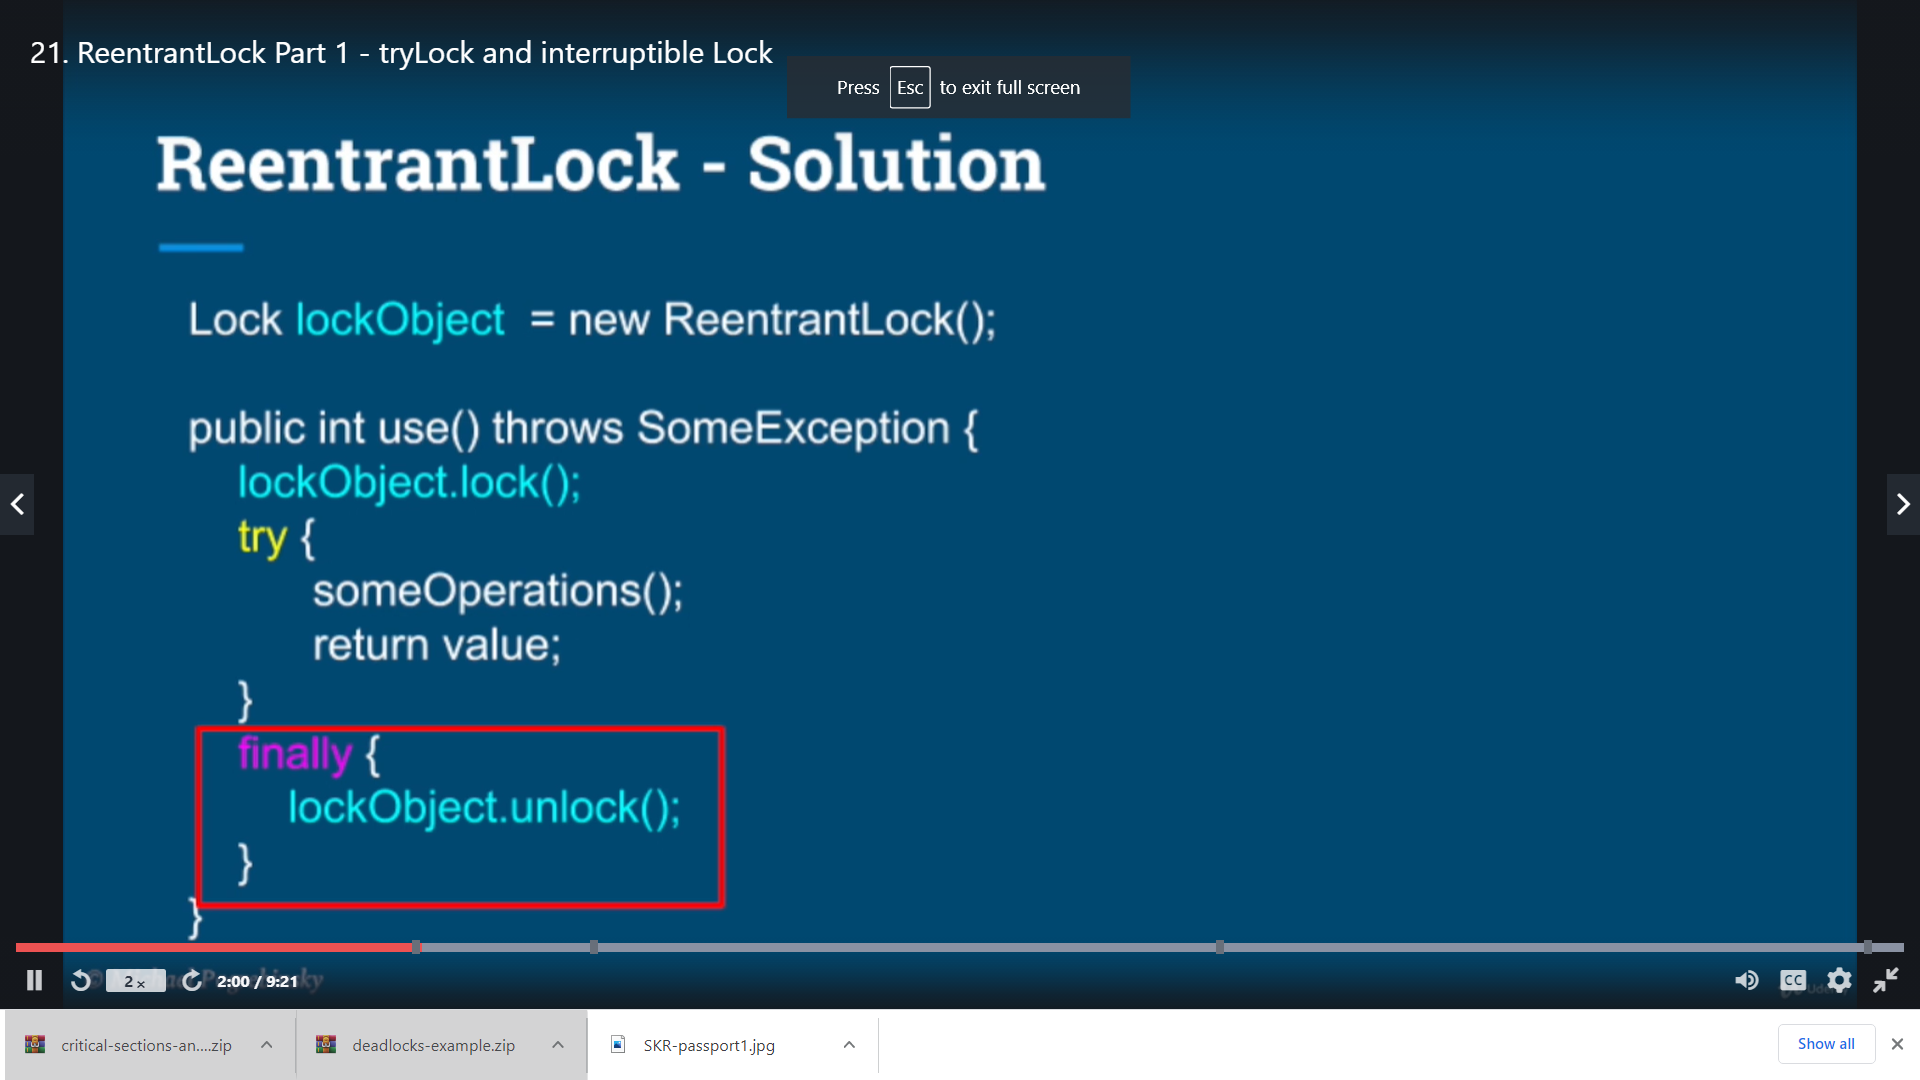 21. ReentrantLock Part 1 - tryLock and interruptible Lock
Press Esc to exit full screen
ReentrantLock - Solution
Lock lockObject = new ReentrantLock();
public int use() throws SomeException {
lockObject.lock();
try {
someOperations();
return value;
}
finally {
lockObject.unlock();
}
}
2 x
2:00 / 9:21
CC
critical-sections-an....zip
deadlocks-example.zip
SKR-passport1.jpg
Show all